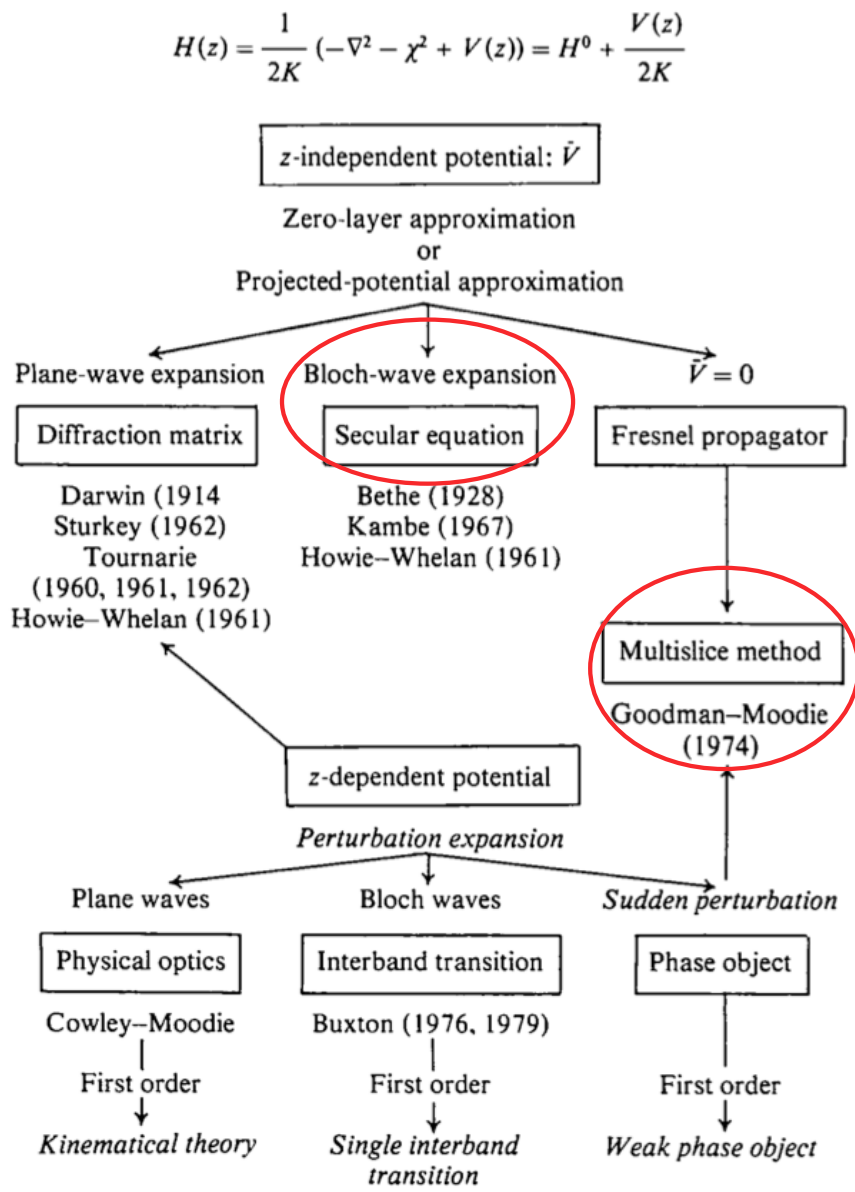 H(z) = 1/2K (−∇² − χ² + V(z)) = H⁰ + V(z)/2K
z-independent potential: V̄
Zero-layer approximation
or
Projected-potential approximation
Plane-wave expansion
Bloch-wave expansion
V̄ = 0
Diffraction matrix
Secular equation
Fresnel propagator
Darwin (1914
Sturkey (1962)
Tournarie
(1960, 1961, 1962)
Howie–Whelan (1961)
Bethe (1928)
Kambe (1967)
Howie–Whelan (1961)
Multislice method
Goodman–Moodie
(1974)
z-dependent potential
Perturbation expansion
Plane waves
Bloch waves
Sudden perturbation
Physical optics
Interband transition
Phase object
Cowley–Moodie
Buxton (1976, 1979)
First order
First order
First order
Kinematical theory
Single interband
transition
Weak phase object